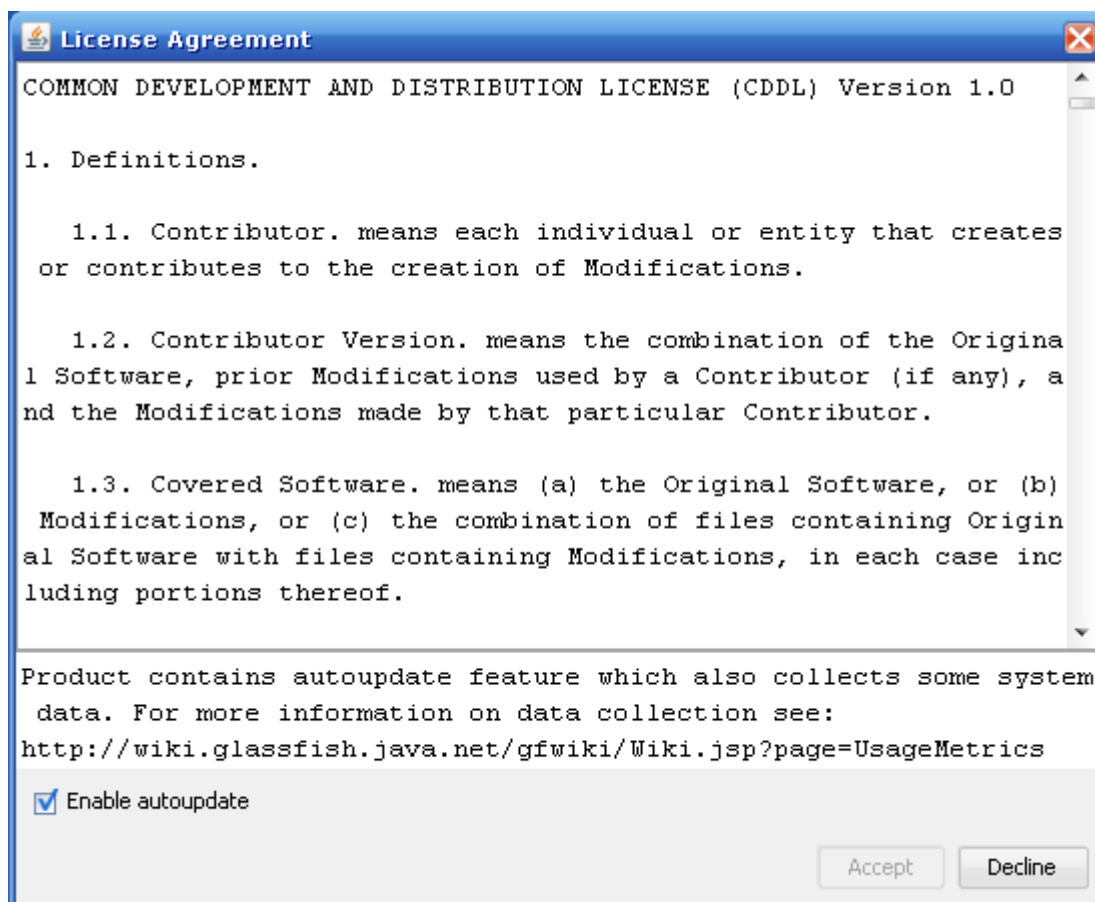 License Agreement
COMMON DEVELOPMENT AND DISTRIBUTION LICENSE (CDDL) Version 1.0
1. Definitions.
1.1. Contributor. means each individual or entity that creates
or contributes to the creation of Modifications.
1.2. Contributor Version. means the combination of the Origina
l Software, prior Modifications used by a Contributor (if any), a
nd the Modifications made by that particular Contributor.
1.3. Covered Software. means (a) the Original Software, or (b)
Modifications, or (c) the combination of files containing Origin
al Software with files containing Modifications, in each case inc
luding portions thereof.
Product contains autoupdate feature which also collects some system
data. For more information on data collection see:
http://wiki.glassfish.java.net/gfwiki/Wiki.jsp?page=UsageMetrics
Enable autoupdate
Accept Decline